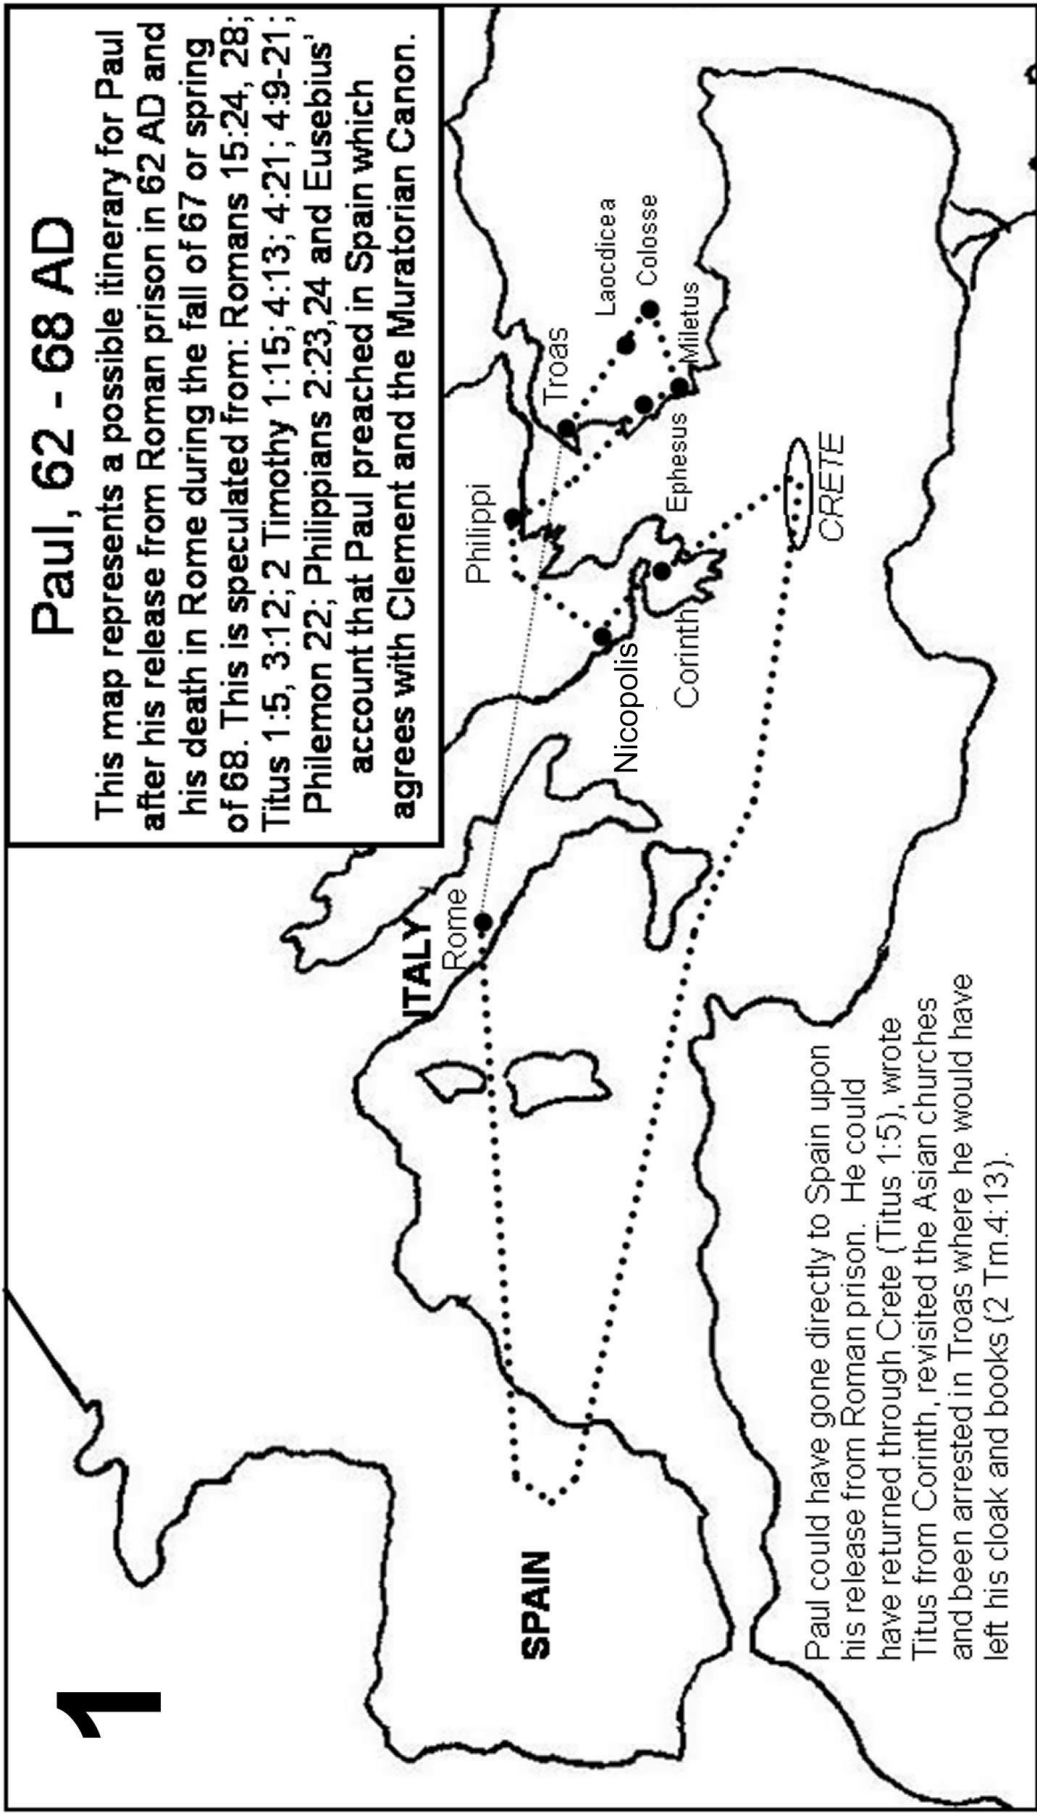 1
Paul, 62 - 68 AD
This map represents a possible itinerary for Paul
after his release from Roman prison in 62 AD and
his death in Rome during the fall of 67 or spring
of 68. This is speculated from: Romans 15:24, 28;
Titus 1:5, 3:12; 2 Timothy 1:15; 4:13; 4:21; 4:9-21;
Philemon 22; Philippians 2:23,24 and Eusebius'
account that Paul preached in Spain which
agrees with Clement and the Muratorian Canon.
SPAIN
ITALY
Rome
Philippi
Troas
Laocdicea
Colosse
Miletus
Ephesus
Nicopolis
Corinth
CRETE
Paul could have gone directly to Spain upon
his release from Roman prison. He could
have returned through Crete (Titus 1:5), wrote
Titus from Corinth, revisited the Asian churches
and been arrested in Troas where he would have
left his cloak and books (2 Tm.4:13).